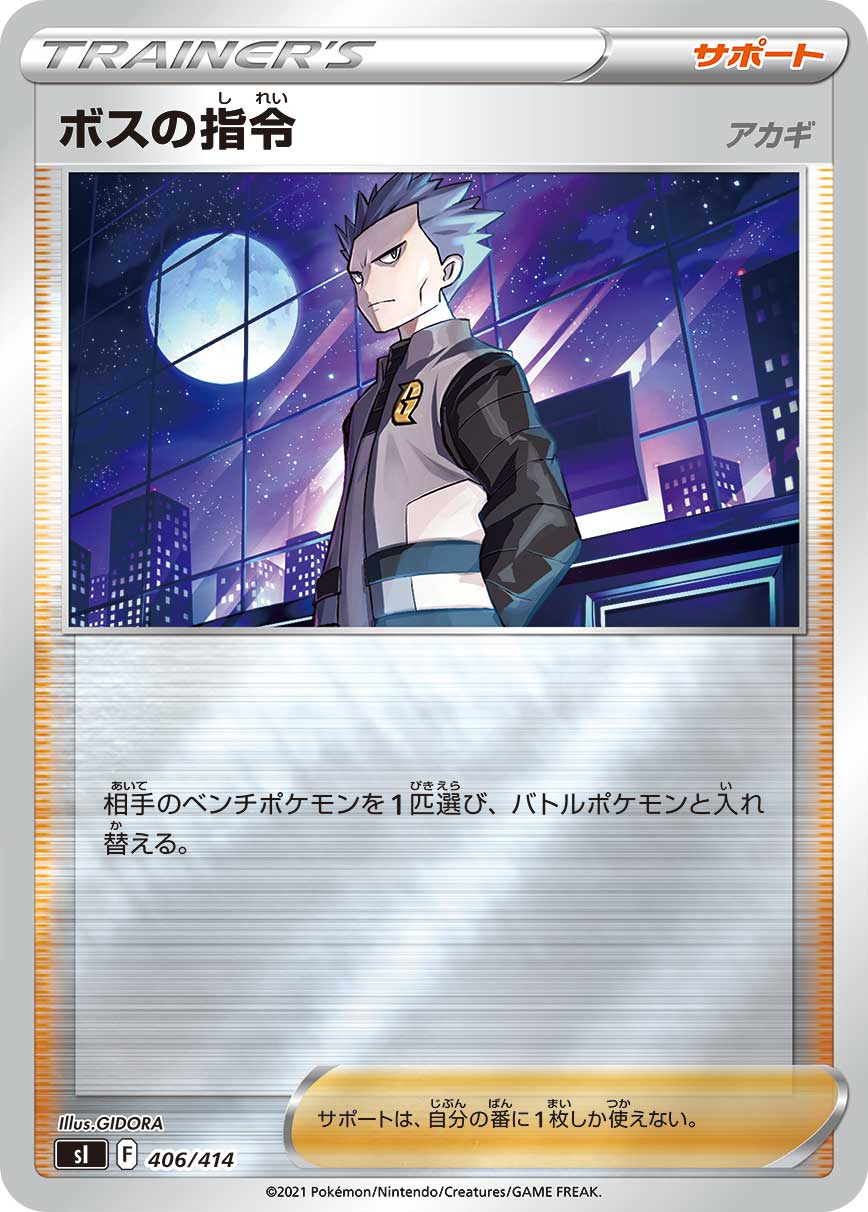 TRAINER'S
サポート
ボスの指令
しれい
アカギ
G
相手のベンチポケモンを1匹選び、バトルポケモンと入れ
あいて ぴきえら い
替える。
か
サポートは、自分の番に1枚しか使えない。
じぶん ばん まい つか
Illus.GIDORA
sI F 406/414
©2021 Pokémon/Nintendo/Creatures/GAME FREAK.